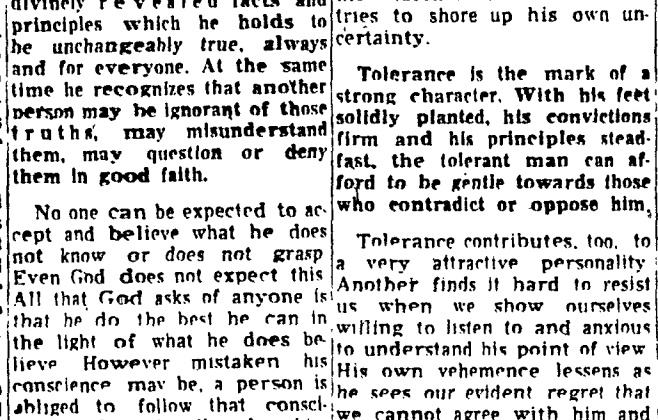 divinely revealed facts and
principles which he holds to
be unchangeably true, always
and for everyone. At the same
time he recognizes that another
person may be ignorant of those
truths, may misunderstand
them, may question or deny
them in good faith.
No one can be expected to ac-
cept and believe what he does
not know or does not grasp
Even God does not expect this
All that God asks of anyone is
that he do the best he can in
the light of what he does be-
lieve However mistaken his
conscience may be, a person is
obliged to follow that consci-
tries to shore up his own un-
certainty.
Tolerance is the mark of a
strong character. With his feet
solidly planted, his convictions
firm and his principles stead-
fast, the tolerant man can af-
ford to be gentle towards those
who contradict or oppose him,
Tolerance contributes, too, to
a very attractive personality
Another finds it hard to resist
us when we show ourselves
willing to listen to and anxious
to understand his point of view
His own vehemence lessens as
he sees our evident regret that
we cannot agree with him and